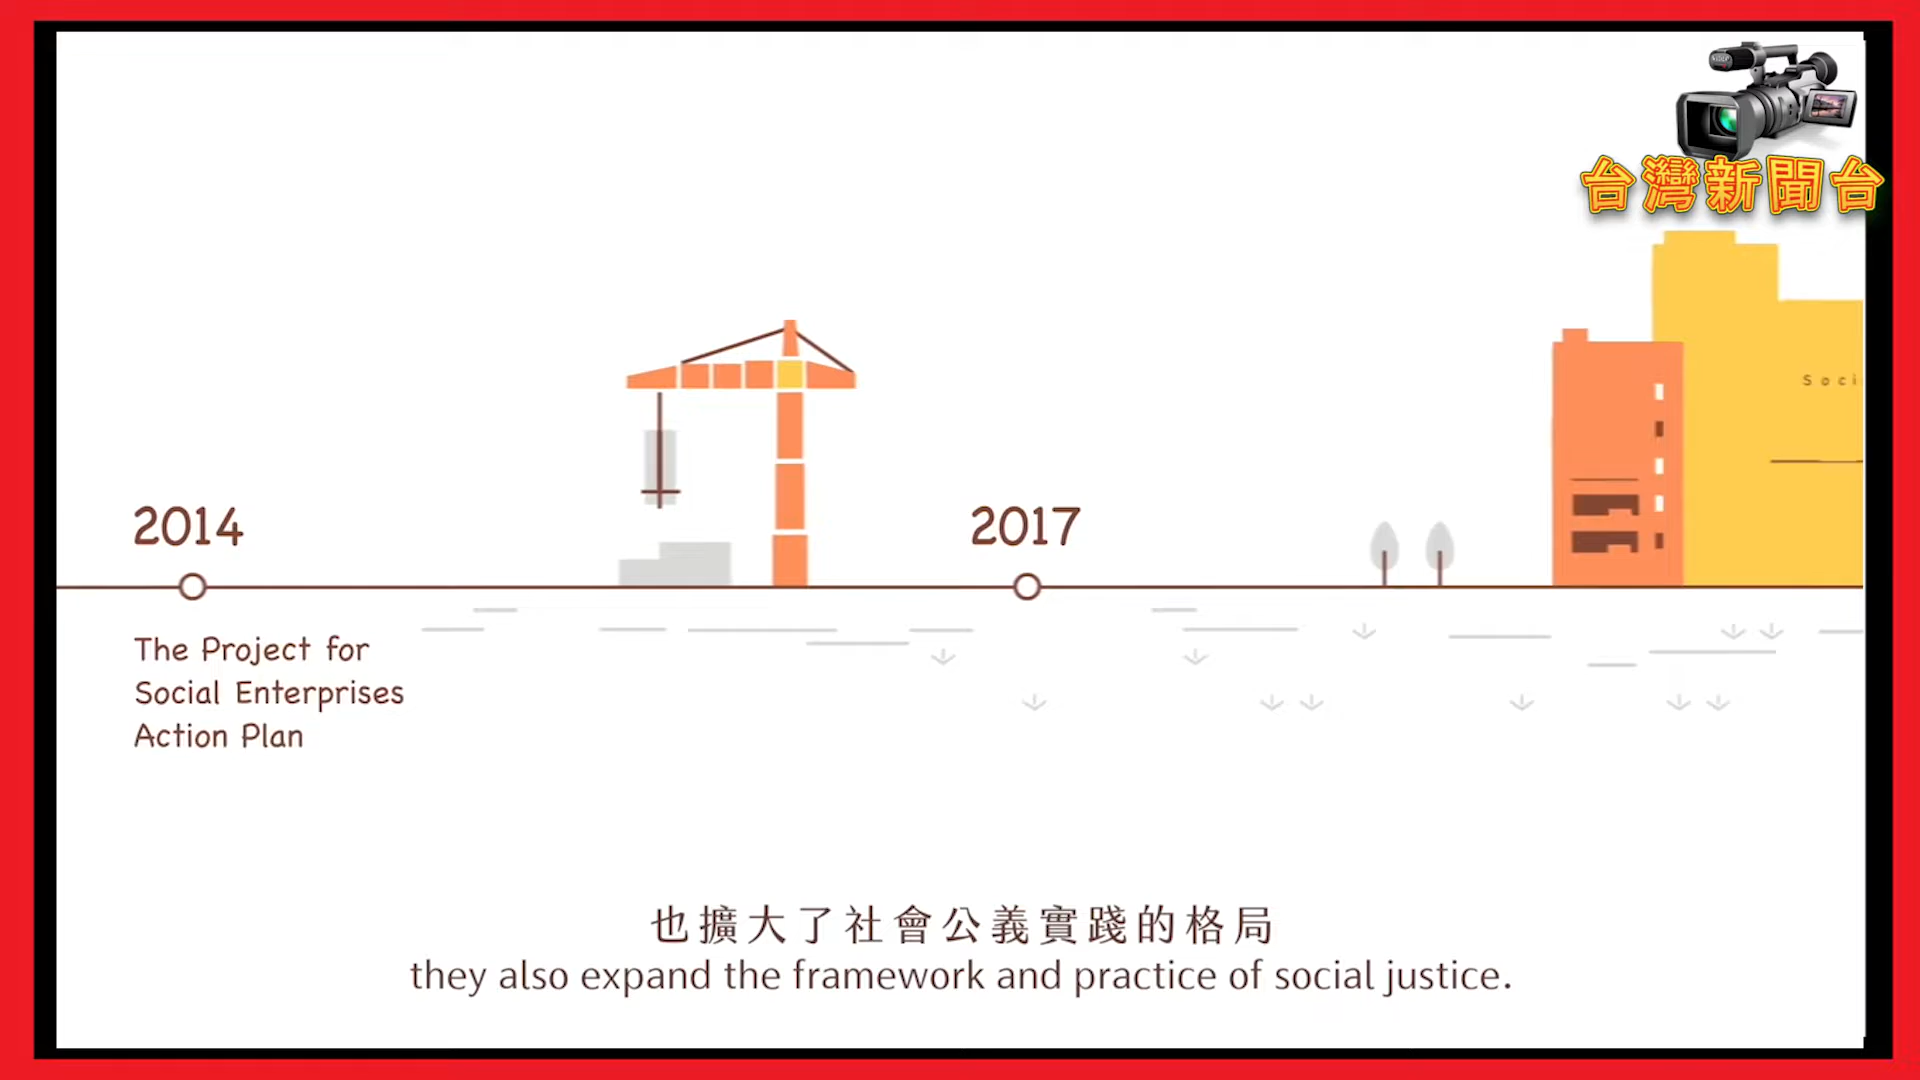 台灣新聞台
Soci
2014
2017
The Project for
Social Enterprises
Action Plan
也擴大了社會公義實踐的格局
they also expand the framework and practice of social justice.